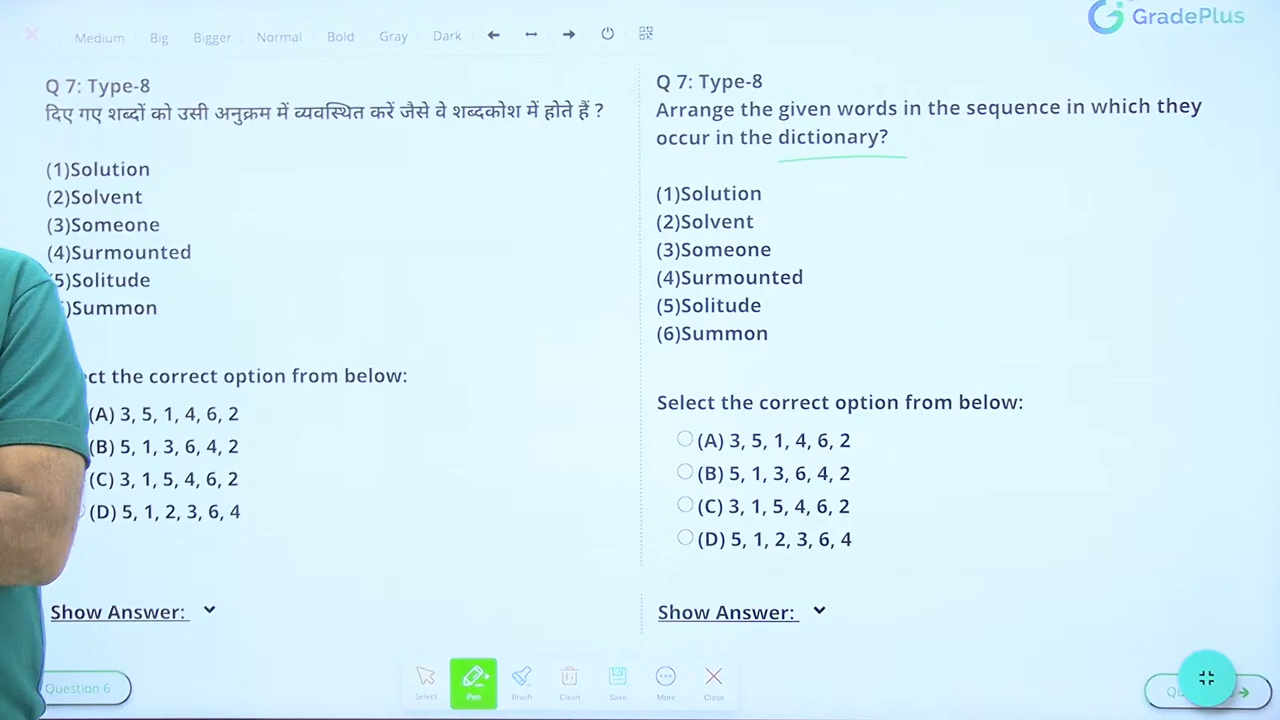 GradePlus
Medium Big Bigger Normal Bold Gray Dark
Q 7: Type-8
दिए गए शब्दों को उसी अनुक्रम में व्यवस्थित करें जैसे वे शब्दकोश में होते हैं ?
(1)Solution
(2)Solvent
(3)Someone
(4)Surmounted
5)Solitude
)Summon
ct the correct option from below:
(A) 3, 5, 1, 4, 6, 2
(B) 5, 1, 3, 6, 4, 2
(C) 3, 1, 5, 4, 6, 2
(D) 5, 1, 2, 3, 6, 4
Show Answer:
Question 6
Q 7: Type-8
Arrange the given words in the sequence in which they
occur in the dictionary?
(1)Solution
(2)Solvent
(3)Someone
(4)Surmounted
(5)Solitude
(6)Summon
Select the correct option from below:
(A) 3, 5, 1, 4, 6, 2
(B) 5, 1, 3, 6, 4, 2
(C) 3, 1, 5, 4, 6, 2
(D) 5, 1, 2, 3, 6, 4
Show Answer:
Select Pen Brush Clean Save More Close